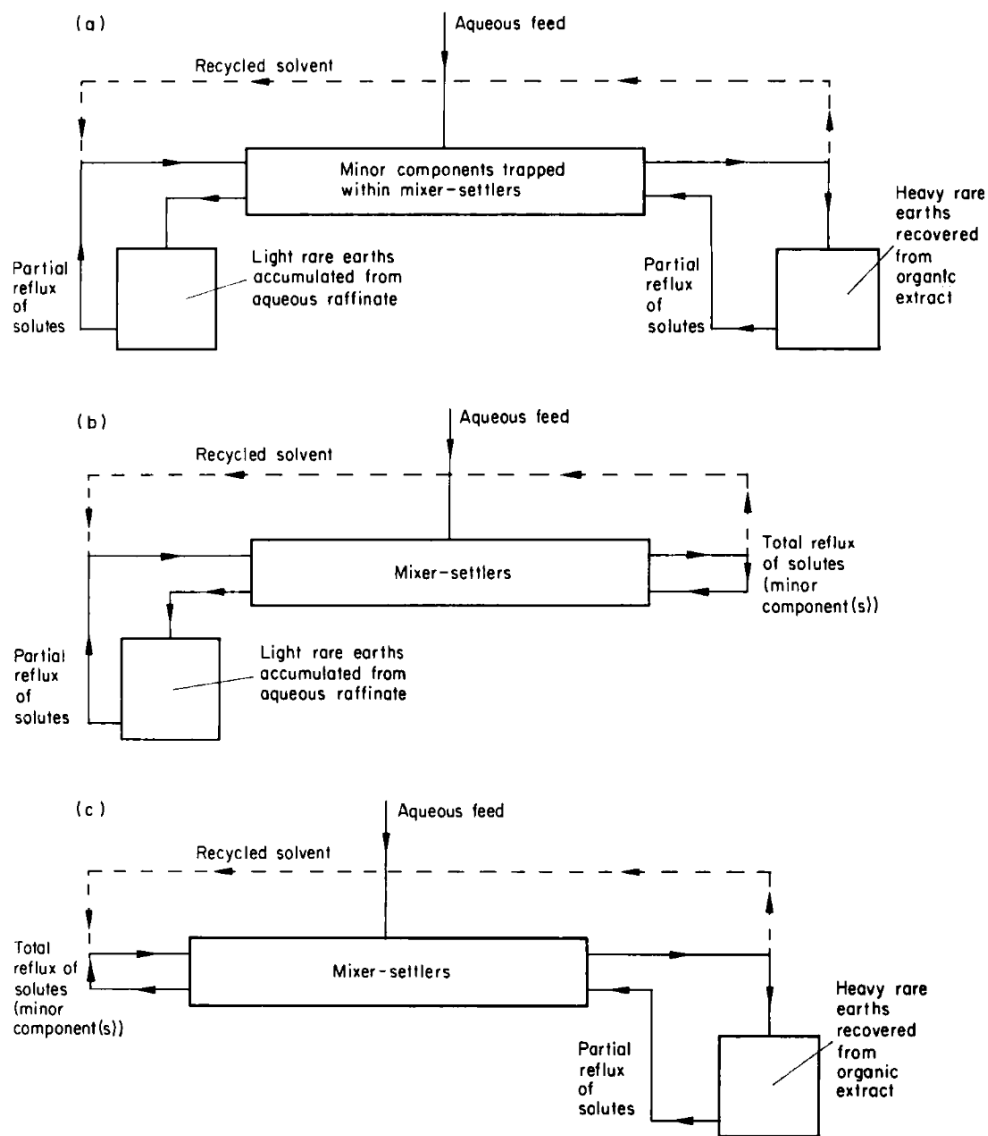 (a)
Aqueous feed
Recycled solvent
Minor components trapped
within mixer-settlers
Heavy rare
earths
recovered
from
organic
extract
Partial
reflux
of
solutes
Light rare earths
accumulated from
aqueous raffinate
Partial
reflux
of
solutes
(b)
Aqueous feed
Recycled solvent
Mixer-settlers
Total reflux
of solutes
(minor
component(s))
Partial
reflux
of
solutes
Light rare earths
accumulated from
aqueous raffinate
(c)
Aqueous feed
Recycled solvent
Total
reflux of
solutes
(minor
component(s))
Mixer-settlers
Partial
reflux
of
solutes
Heavy rare
earths
recovered
from
organic
extract